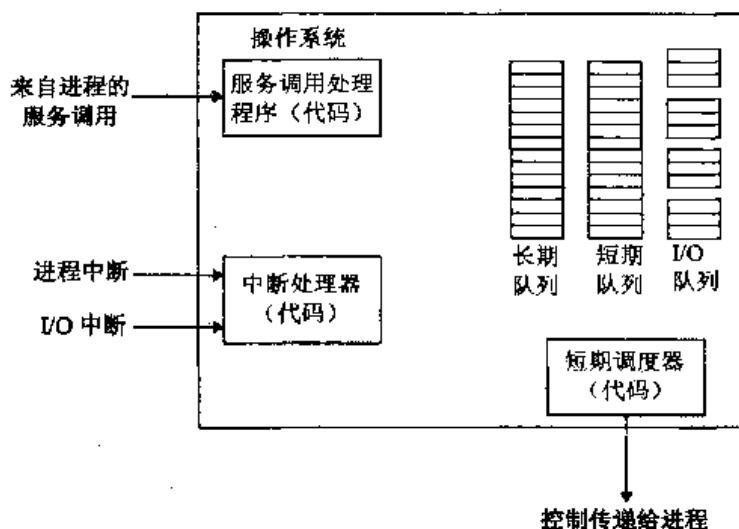 操作系统
来自进程的
服务调用
服务调用处理
程序（代码）
进程中断
I/O 中断
中断处理器
（代码）
长期
队列
短期
队列
I/O
队列
短期调度器
（代码）
控制传递给进程